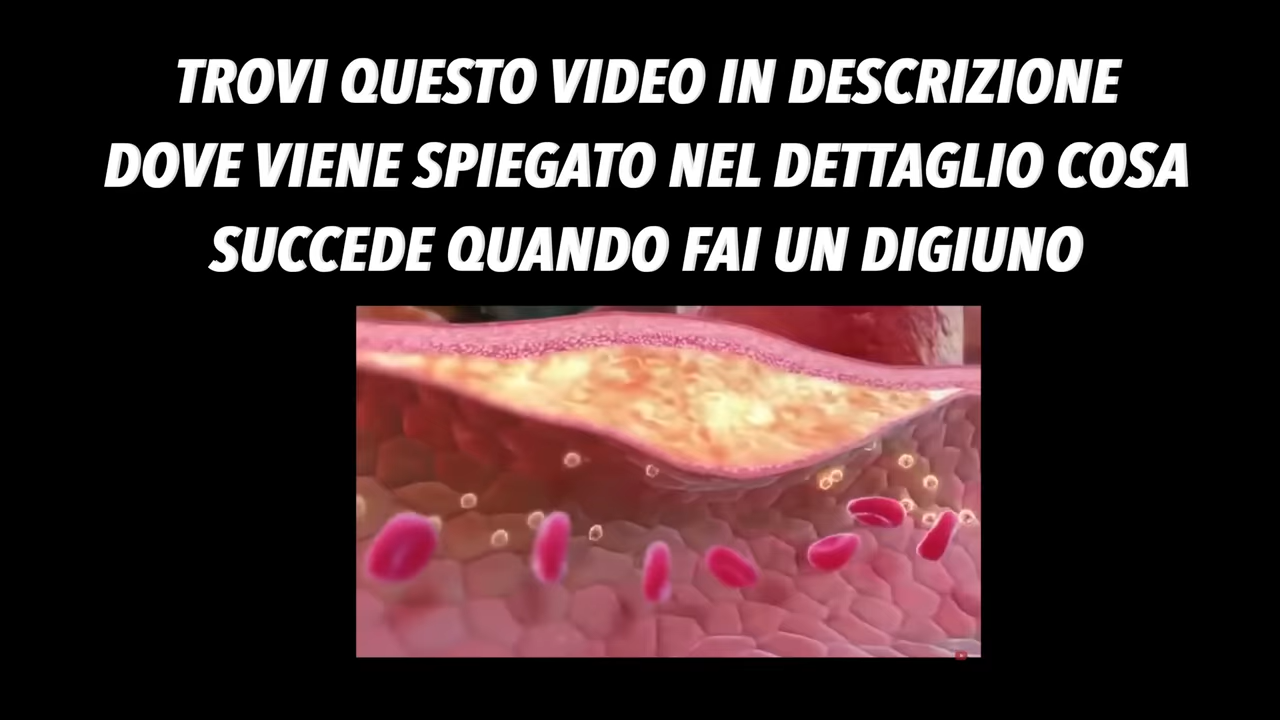 TROVI QUESTO VIDEO IN DESCRIZIONE
DOVE VIENE SPIEGATO NEL DETTAGLIO COSA
SUCCEDE QUANDO FAI UN DIGIUNO